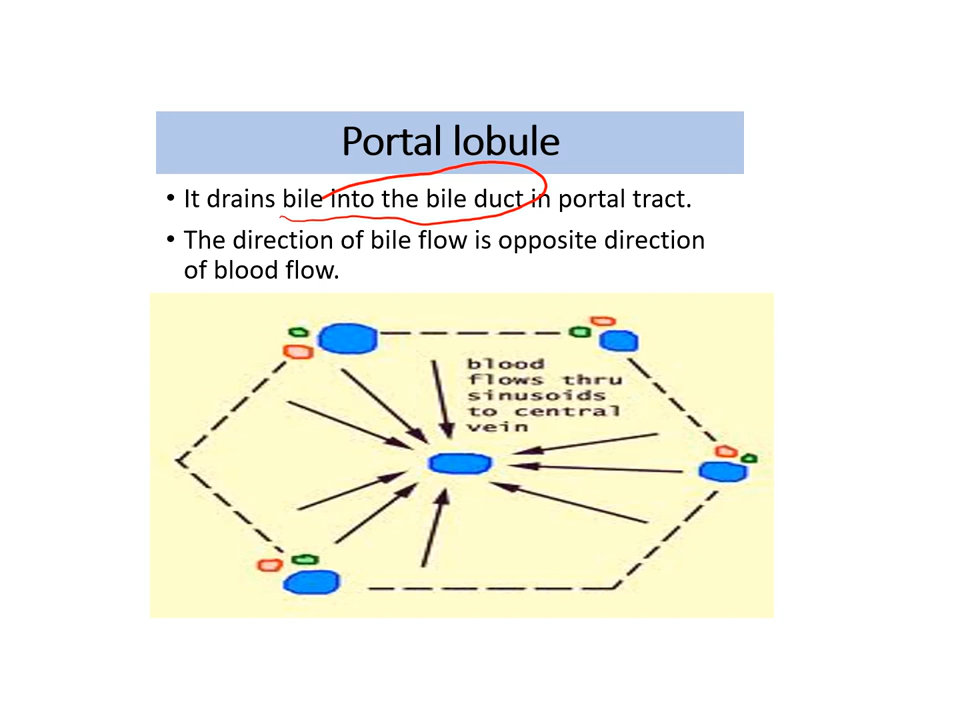 Portal lobule
• It drains bile into the bile duct in portal tract.
• The direction of bile flow is opposite direction
of blood flow.
blood
flows thru
sinusoids
to central
vein